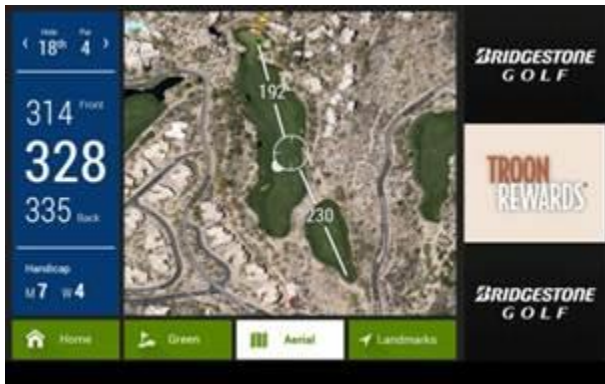 Hole Par
‹ 18th 4 ›
314 Front
328
335 Back
Handicap
M 7 W 4
192
230
Home
Green
Aerial
Landmarks
BRIDGESTONE
GOLF
TROON
REWARDS
BRIDGESTONE
GOLF